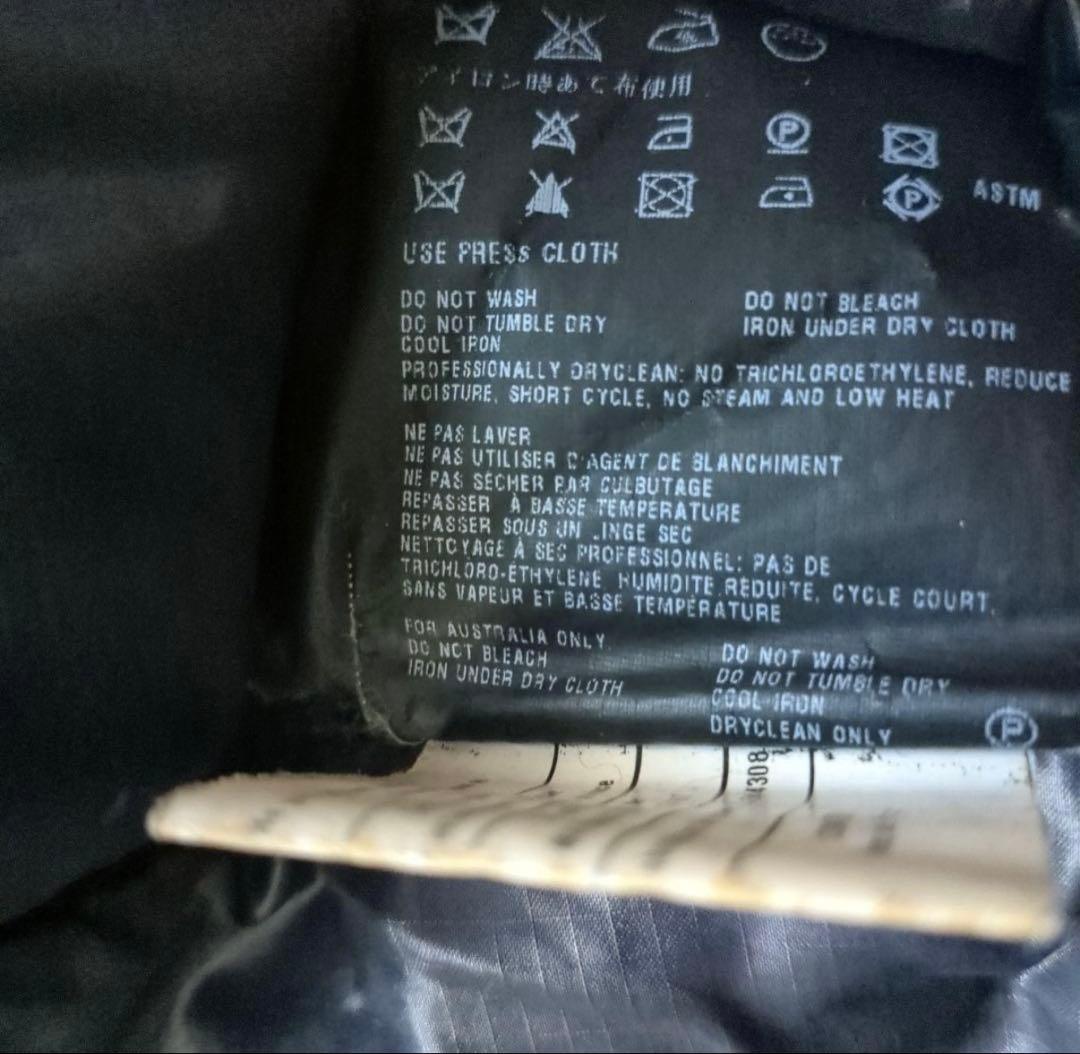 アイロン時あて布使用
P
P
ASTM
USE PRESS CLOTH
DO NOT WASH DO NOT BLEACH
DO NOT TUMBLE DRY IRON UNDER DRY CLOTH
COOL IRON
PROFESSIONALLY DRYCLEAN: NO TRICHLOROETHYLENE, REDUCE
MOISTURE, SHORT CYCLE, NO STEAM AND LOW HEAT
NE PAS LAVER
NE PAS UTILISER D'AGENT DE BLANCHIMENT
NE PAS SÉCHER PAR CULBUTAGE
REPASSER À BASSE TEMPÉRATURE
REPASSER SOUS UN LINGE SEC
NETTOYAGE À SEC PROFESSIONNEL: PAS DE
TRICHLORO-ÉTHYLÈNE, HUMIDITÉ RÉDUITE, CYCLE COURT,
SANS VAPEUR ET BASSE TEMPÉRATURE
FOR AUSTRALIA ONLY
DO NOT BLEACH DO NOT WASH
IRON UNDER DRY CLOTH DO NOT TUMBLE DRY
COOL IRON
DRYCLEAN ONLY P